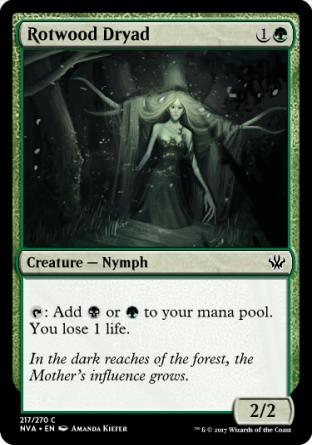 Rotwood Dryad 1
Creature — Nymph
: Add or to your mana pool.
You lose 1 life.
In the dark reaches of the forest, the
Mother's influence grows.
217/270 C
NVA • EN Amanda Kiefer
™ & © 2017 Wizards of the Coast
2/2